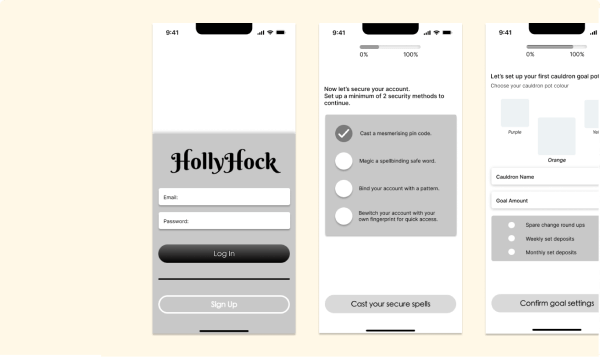 9:41
HollyHock
Email:
Password:
Log In
Sign Up
9:41
0% 100%
Now let's secure your account.
Set up a minimum of 2 security methods to
continue.
Cast a mesmerising pin code.
Magic a spellbinding safe word.
Bind your account with a pattern.
Bewitch your account with your
own fingerprint for quick access.
Cast your secure spells
9:41
0% 100%
Let's set up your first cauldron goal
Choose your cauldron pot colour
Purple
Orange
Cauldron Name
Goal Amount
Spare change round ups
Weekly set deposits
Monthly set deposits
Confirm goal settings